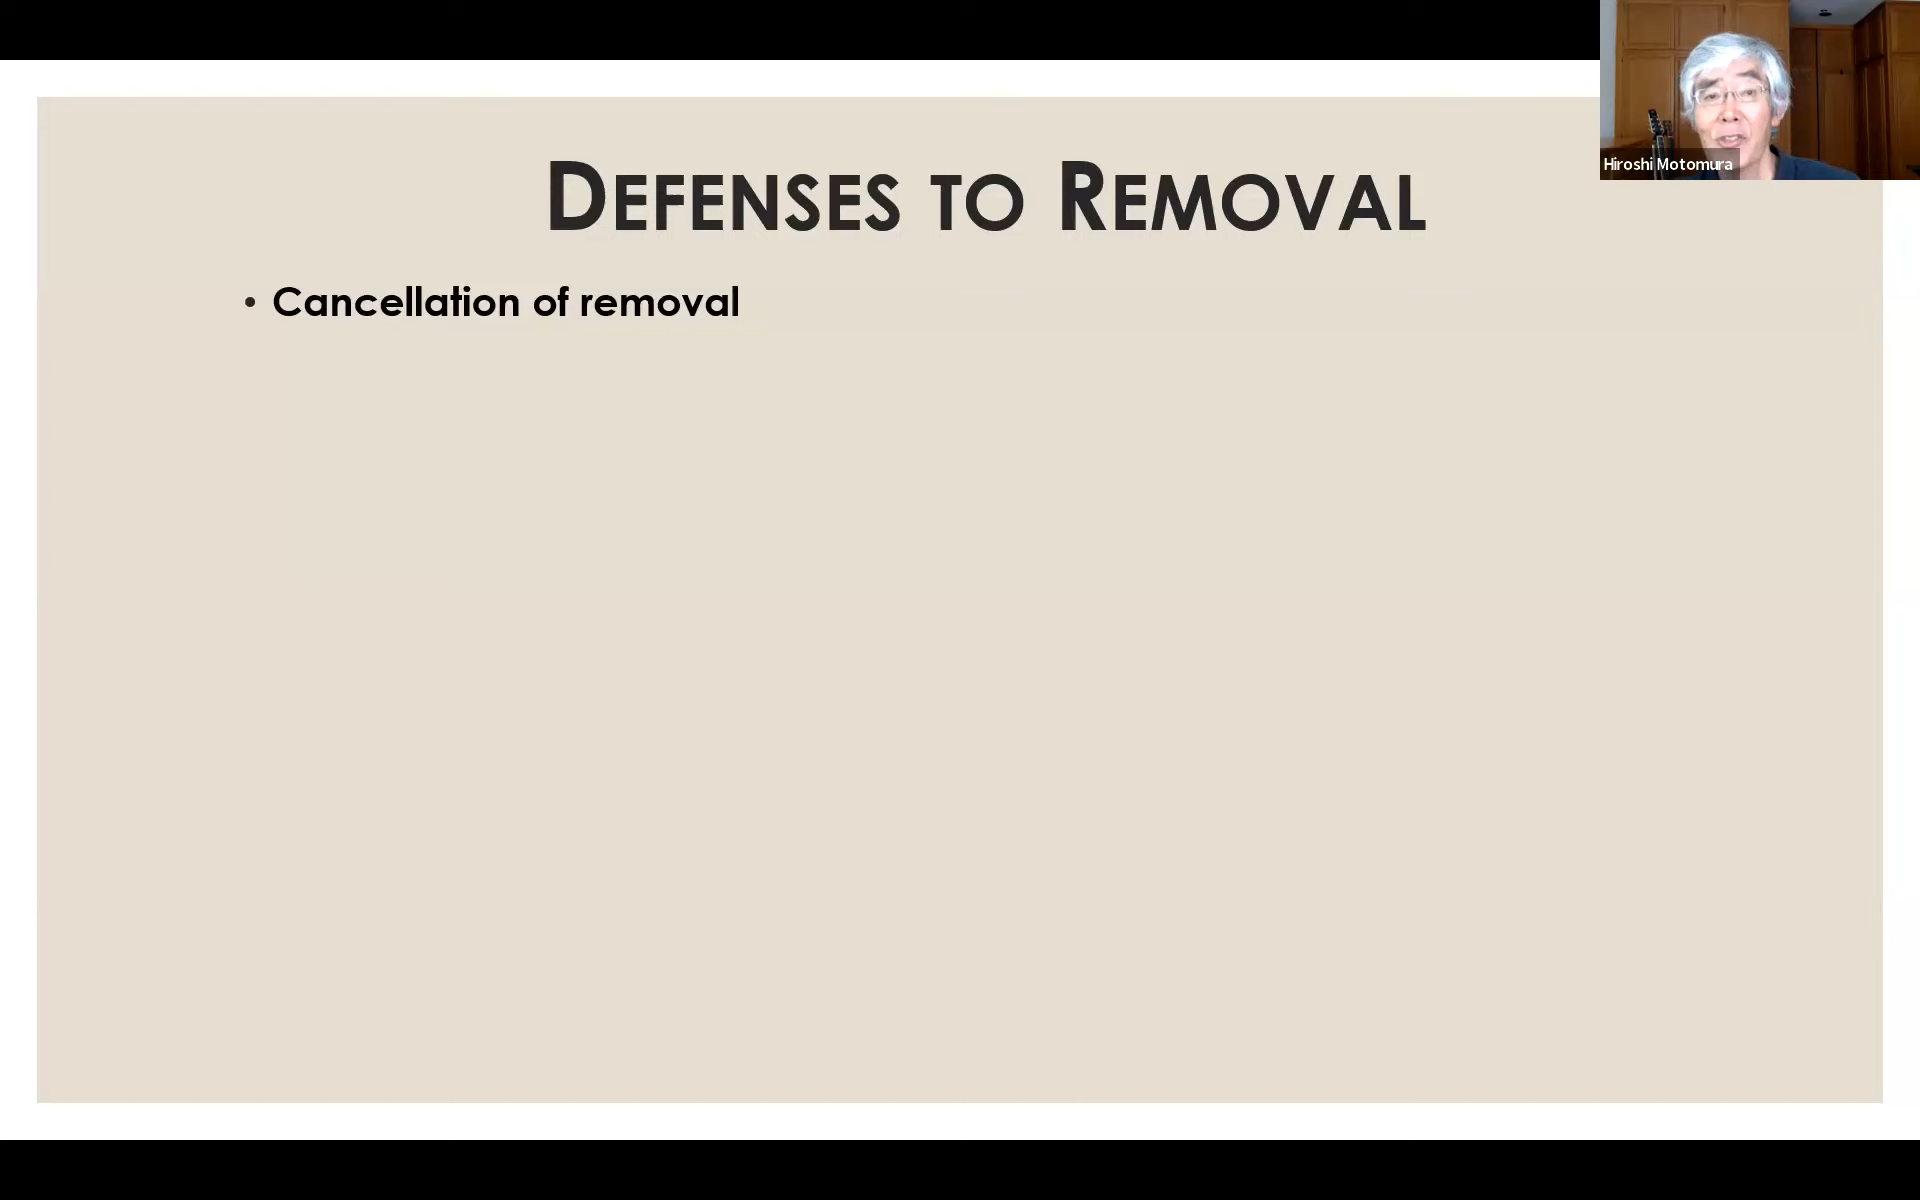 Hiroshi Motomura
Defenses to Removal
• Cancellation of removal